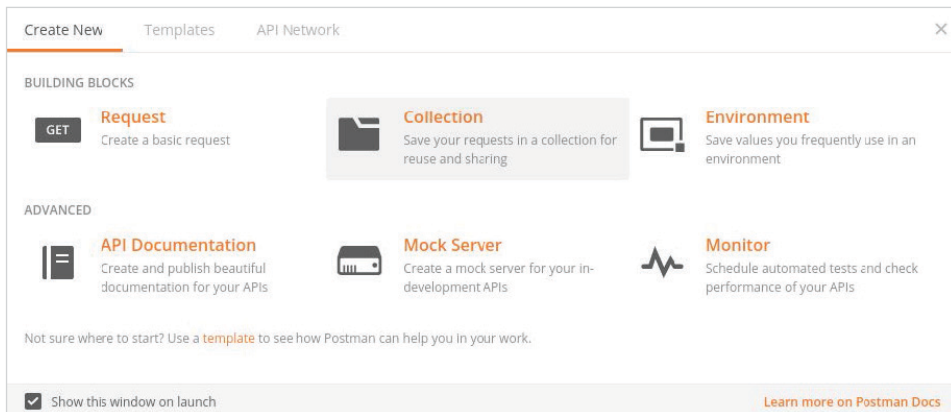 Create New Templates API Network
BUILDING BLOCKS
GET
Request
Create a basic request
Collection
Save your requests in a collection for
reuse and sharing
Environment
Save values you frequently use in an
environment
ADVANCED
API Documentation
Create and publish beautiful
documentation for your APIs
Mock Server
Create a mock server for your in-
development APIs
Monitor
Schedule automated tests and check
performance of your APIs
Not sure where to start? Use a template to see how Postman can help you in your work.
Show this window on launch
Learn more on Postman Docs